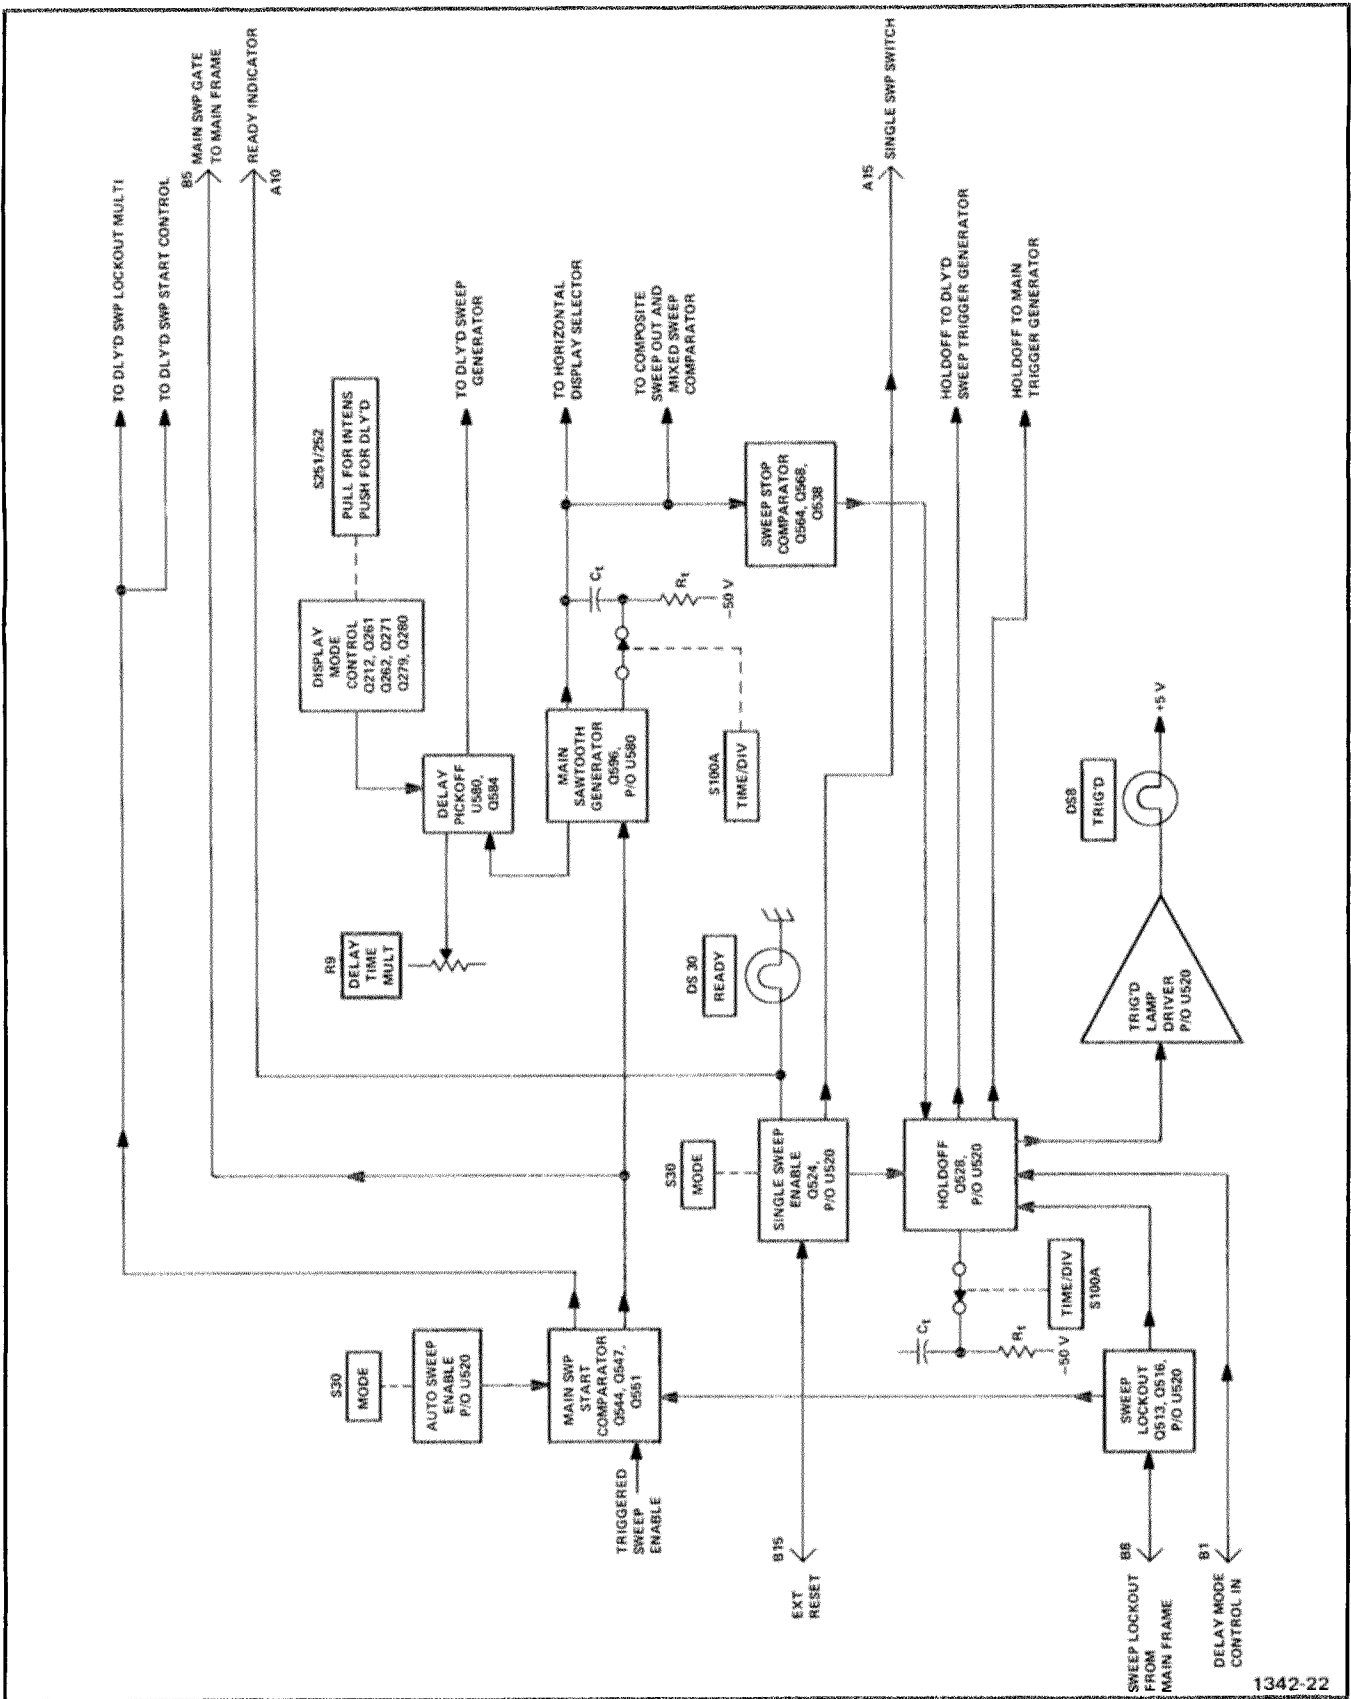 TO DLY'D SWP LOCKOUT MULTI
TO DLY'D SWP START CONTROL
B5
MAIN SWP GATE
TO MAIN FRAME
READY INDICATOR
A10
S251/252
PULL FOR INTENS
PUSH FOR DLY'D
DISPLAY
MODE
CONTROL
Q212, Q261
Q262, Q271
Q279, Q280
TO DLY'D SWEEP
GENERATOR
DELAY
PICKOFF
U580,
Q584
R9
DELAY
TIME
MULT
TO HORIZONTAL
DISPLAY SELECTOR
TO COMPOSITE
SWEEP OUT AND
MIXED SWEEP
COMPARATOR
MAIN
SAWTOOTH
GENERATOR
Q596,
P/O U580
Ct
Rt
-50 V
S100A
TIME/DIV
SWEEP STOP
COMPARATOR
Q564, Q568,
Q538
A15
SINGLE SWP SWITCH
HOLDOFF TO DLY'D
SWEEP TRIGGER GENERATOR
HOLDOFF TO MAIN
TRIGGER GENERATOR
S30
MODE
AUTO SWEEP
ENABLE
P/O U520
MAIN SWP
START
COMPARATOR
Q544, Q547,
Q551
TRIGGERED
SWEEP
ENABLE
DS 30
READY
S30
MODE
SINGLE SWEEP
ENABLE
Q524,
P/O U520
B15
EXT
RESET
HOLDOFF
Q528,
P/O U520
Ct
Rt
-50 V
TIME/DIV
S100A
DS8
TRIG'D
+5 V
TRIG'D
LAMP
DRIVER
P/O U520
SWEEP
LOCKOUT
Q513, Q516,
P/O U520
B8
SWEEP LOCKOUT
FROM
MAIN FRAME
B1
DELAY MODE
CONTROL IN
1342-22